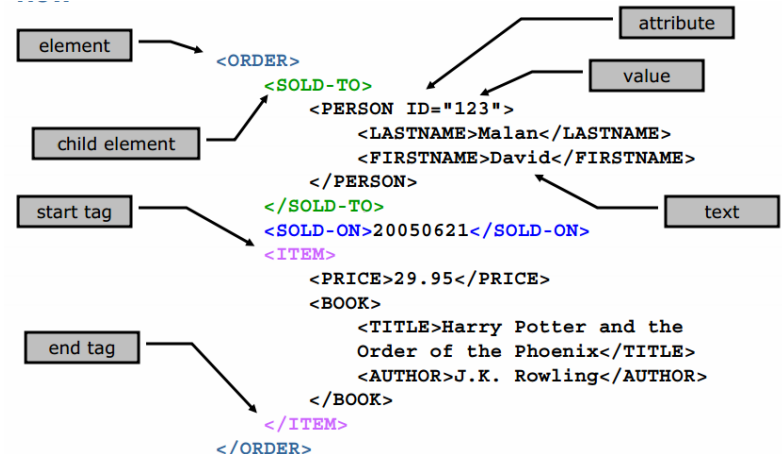 element
attribute
value
child element
start tag
text
end tag
<ORDER>
<SOLD-TO>
<PERSON ID="123">
<LASTNAME>Malan</LASTNAME>
<FIRSTNAME>David</FIRSTNAME>
</PERSON>
</SOLD-TO>
<SOLD-ON>20050621</SOLD-ON>
<ITEM>
<PRICE>29.95</PRICE>
<BOOK>
<TITLE>Harry Potter and the
Order of the Phoenix</TITLE>
<AUTHOR>J.K. Rowling</AUTHOR>
</BOOK>
</ITEM>
</ORDER>